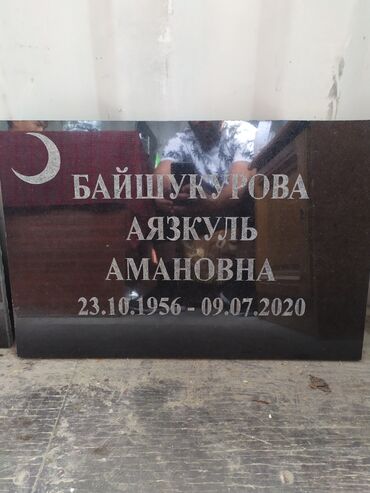 БАЙШУКУРОВА
АЯЗКУЛЬ
АМАНОВНА
23.10.1956 - 09.07.2020